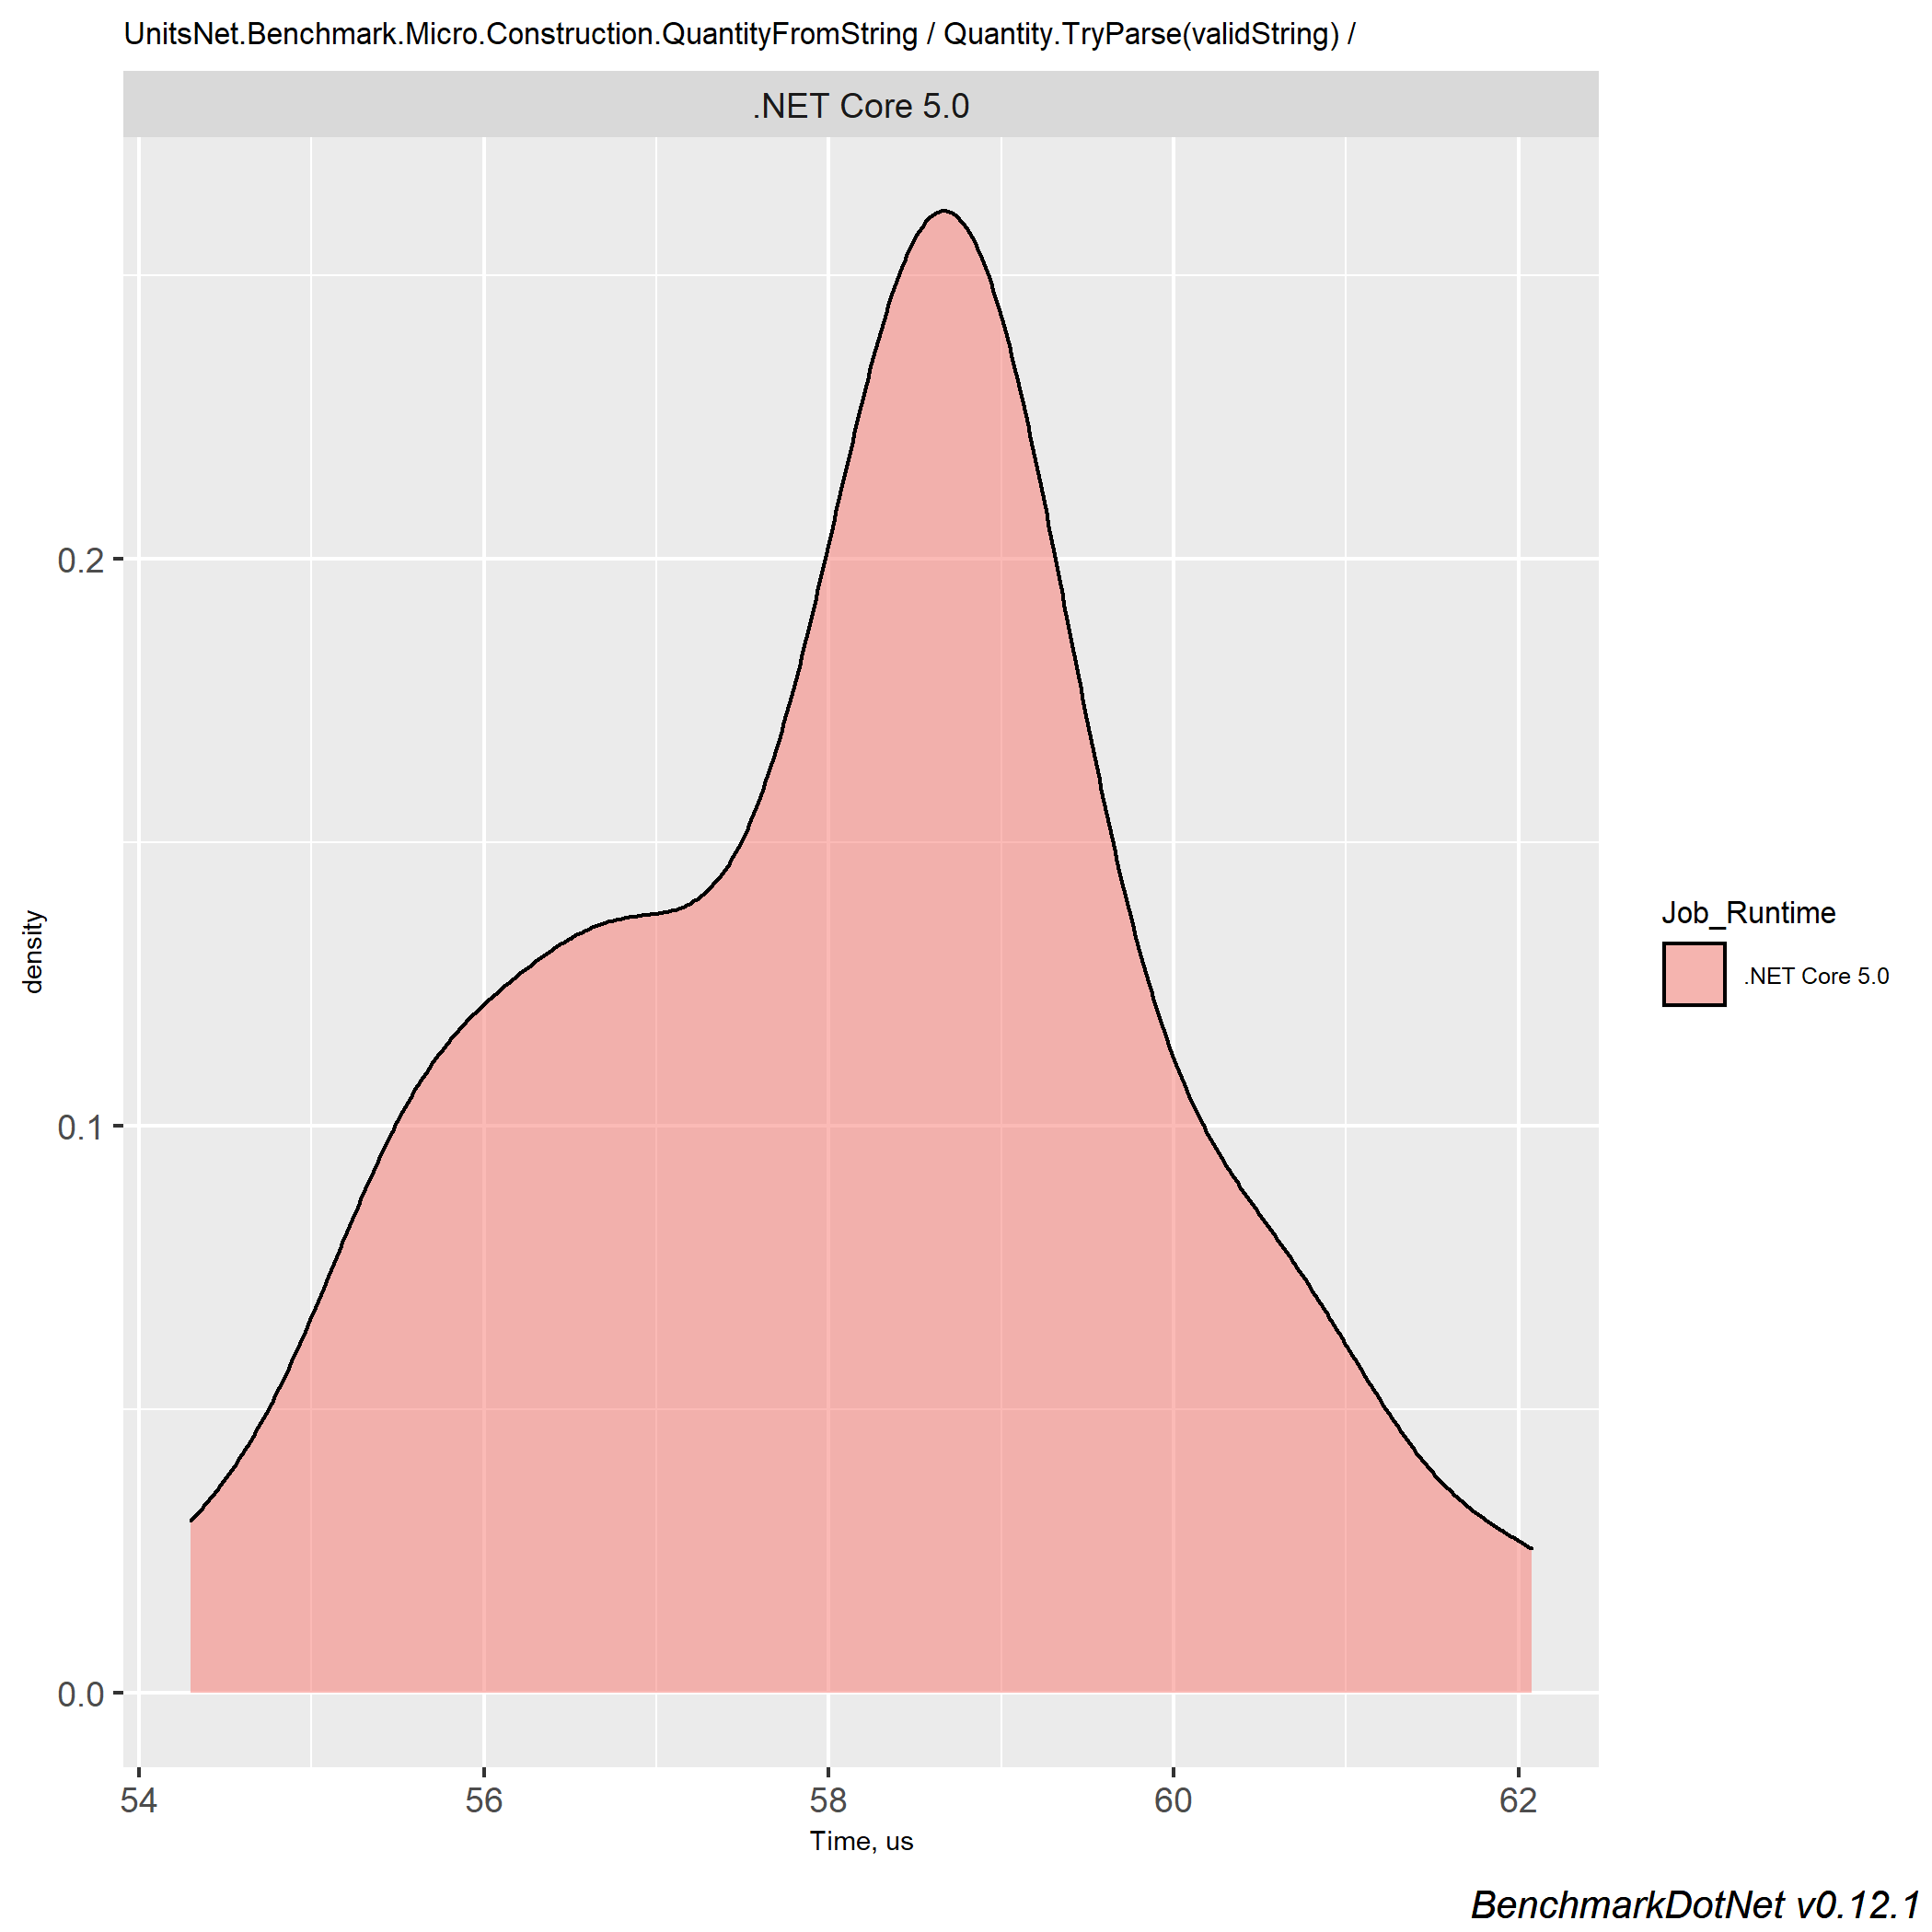 UnitsNet.Benchmark.Micro.Construction.QuantityFromString / Quantity.TryParse(validString) /
.NET Core 5.0
0.2
0.1
0.0
density
54 56 58 60 62
Time, us
Job_Runtime
.NET Core 5.0
BenchmarkDotNet v0.12.1